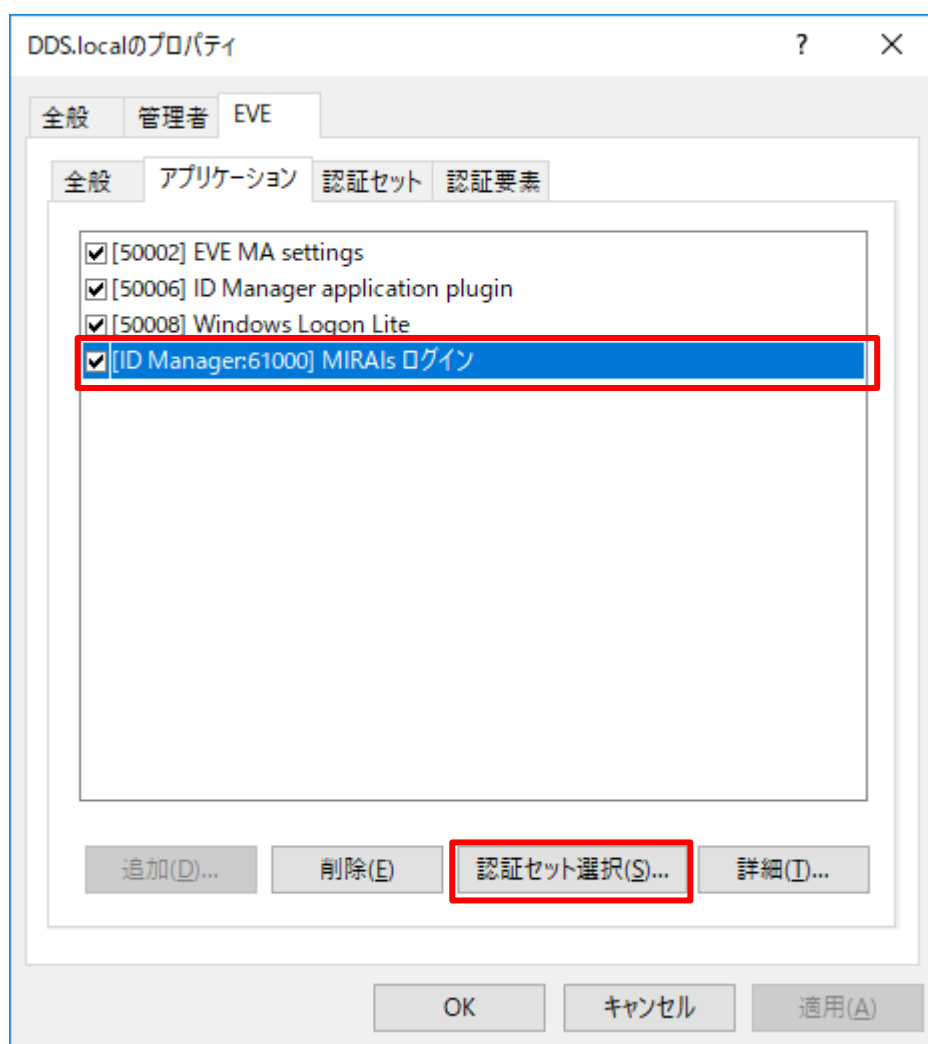 DDS.localのプロパティ ? ×
全般 管理者 EVE
全般 アプリケーション 認証セット 認証要素
[50002] EVE MA settings
[50006] ID Manager application plugin
[50008] Windows Logon Lite
[ID Manager:61000] MIRAIs ログイン
追加(D)... 削除(E) 認証セット選択(S)... 詳細(T)...
OK キャンセル 適用(A)